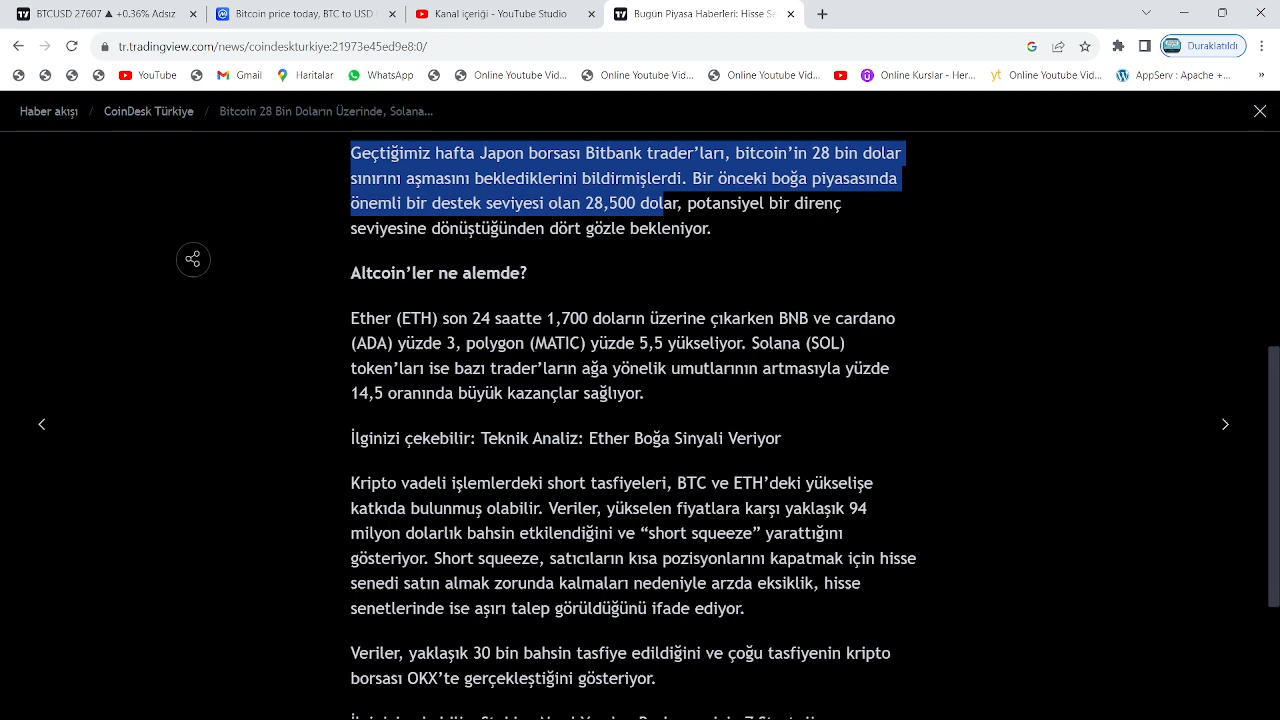 BTCUSD 27607 ▲ +0.36% Adsız
Bitcoin price today, BTC to USD l
Kanal içeriği - YouTube Studio
Bugün Piyasa Haberleri: Hisse Se
tr.tradingview.com/news/coindeskturkiye:21973e45ed9e8:0/
Duraklatıldı
YouTube
Gmail
Haritalar
WhatsApp
Online Youtube Vid...
Online Youtube Vid...
Online Youtube Vid...
Online Kurslar - Her...
Online Youtube Vid...
AppServ : Apache +...
Haber akışı / CoinDesk Türkiye / Bitcoin 28 Bin Doların Üzerinde, Solana...
Geçtiğimiz hafta Japon borsası Bitbank trader’ları, bitcoin’in 28 bin dolar
sınırını aşmasını beklediklerini bildirmişlerdi. Bir önceki boğa piyasasında
önemli bir destek seviyesi olan 28,500 dolar, potansiyel bir direnç
seviyesine dönüştüğünden dört gözle bekleniyor.
Altcoin’ler ne alemde?
Ether (ETH) son 24 saatte 1,700 doların üzerine çıkarken BNB ve cardano
(ADA) yüzde 3, polygon (MATIC) yüzde 5,5 yükseliyor. Solana (SOL)
token’ları ise bazı trader’ların ağa yönelik umutlarının artmasıyla yüzde
14,5 oranında büyük kazançlar sağlıyor.
İlginizi çekebilir: Teknik Analiz: Ether Boğa Sinyali Veriyor
Kripto vadeli işlemlerdeki short tasfiyeleri, BTC ve ETH’deki yükselişe
katkıda bulunmuş olabilir. Veriler, yükselen fiyatlara karşı yaklaşık 94
milyon dolarlık bahsin etkilendiğini ve “short squeeze” yarattığını
gösteriyor. Short squeeze, satıcıların kısa pozisyonlarını kapatmak için hisse
senedi satın almak zorunda kalmaları nedeniyle arzda eksiklik, hisse
senetlerinde ise aşırı talep görüldüğünü ifade ediyor.
Veriler, yaklaşık 30 bin bahsin tasfiye edildiğini ve çoğu tasfiyenin kripto
borsası OKX’te gerçekleştiğini gösteriyor.